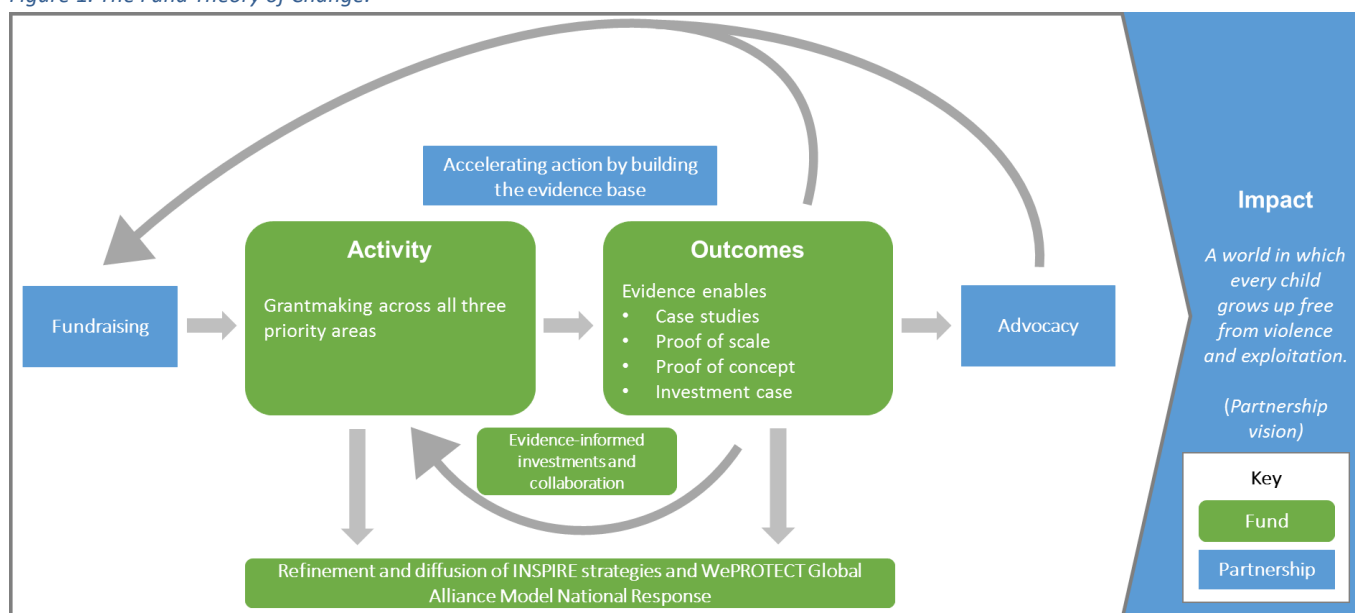 Figure 1: The Fund Theory of Change.
Accelerating action by building
the evidence base
Impact
A world in which
every child
grows up free
from violence
and exploitation.
(Partnership
vision)
Activity
Grantmaking across all three
priority areas
Outcomes
Evidence enables
• Case studies
• Proof of scale
• Proof of concept
• Investment case
Fundraising
Advocacy
Evidence-informed
investments and
collaboration
Refinement and diffusion of INSPIRE strategies and WePROTECT Global
Alliance Model National Response
Key
Fund
Partnership